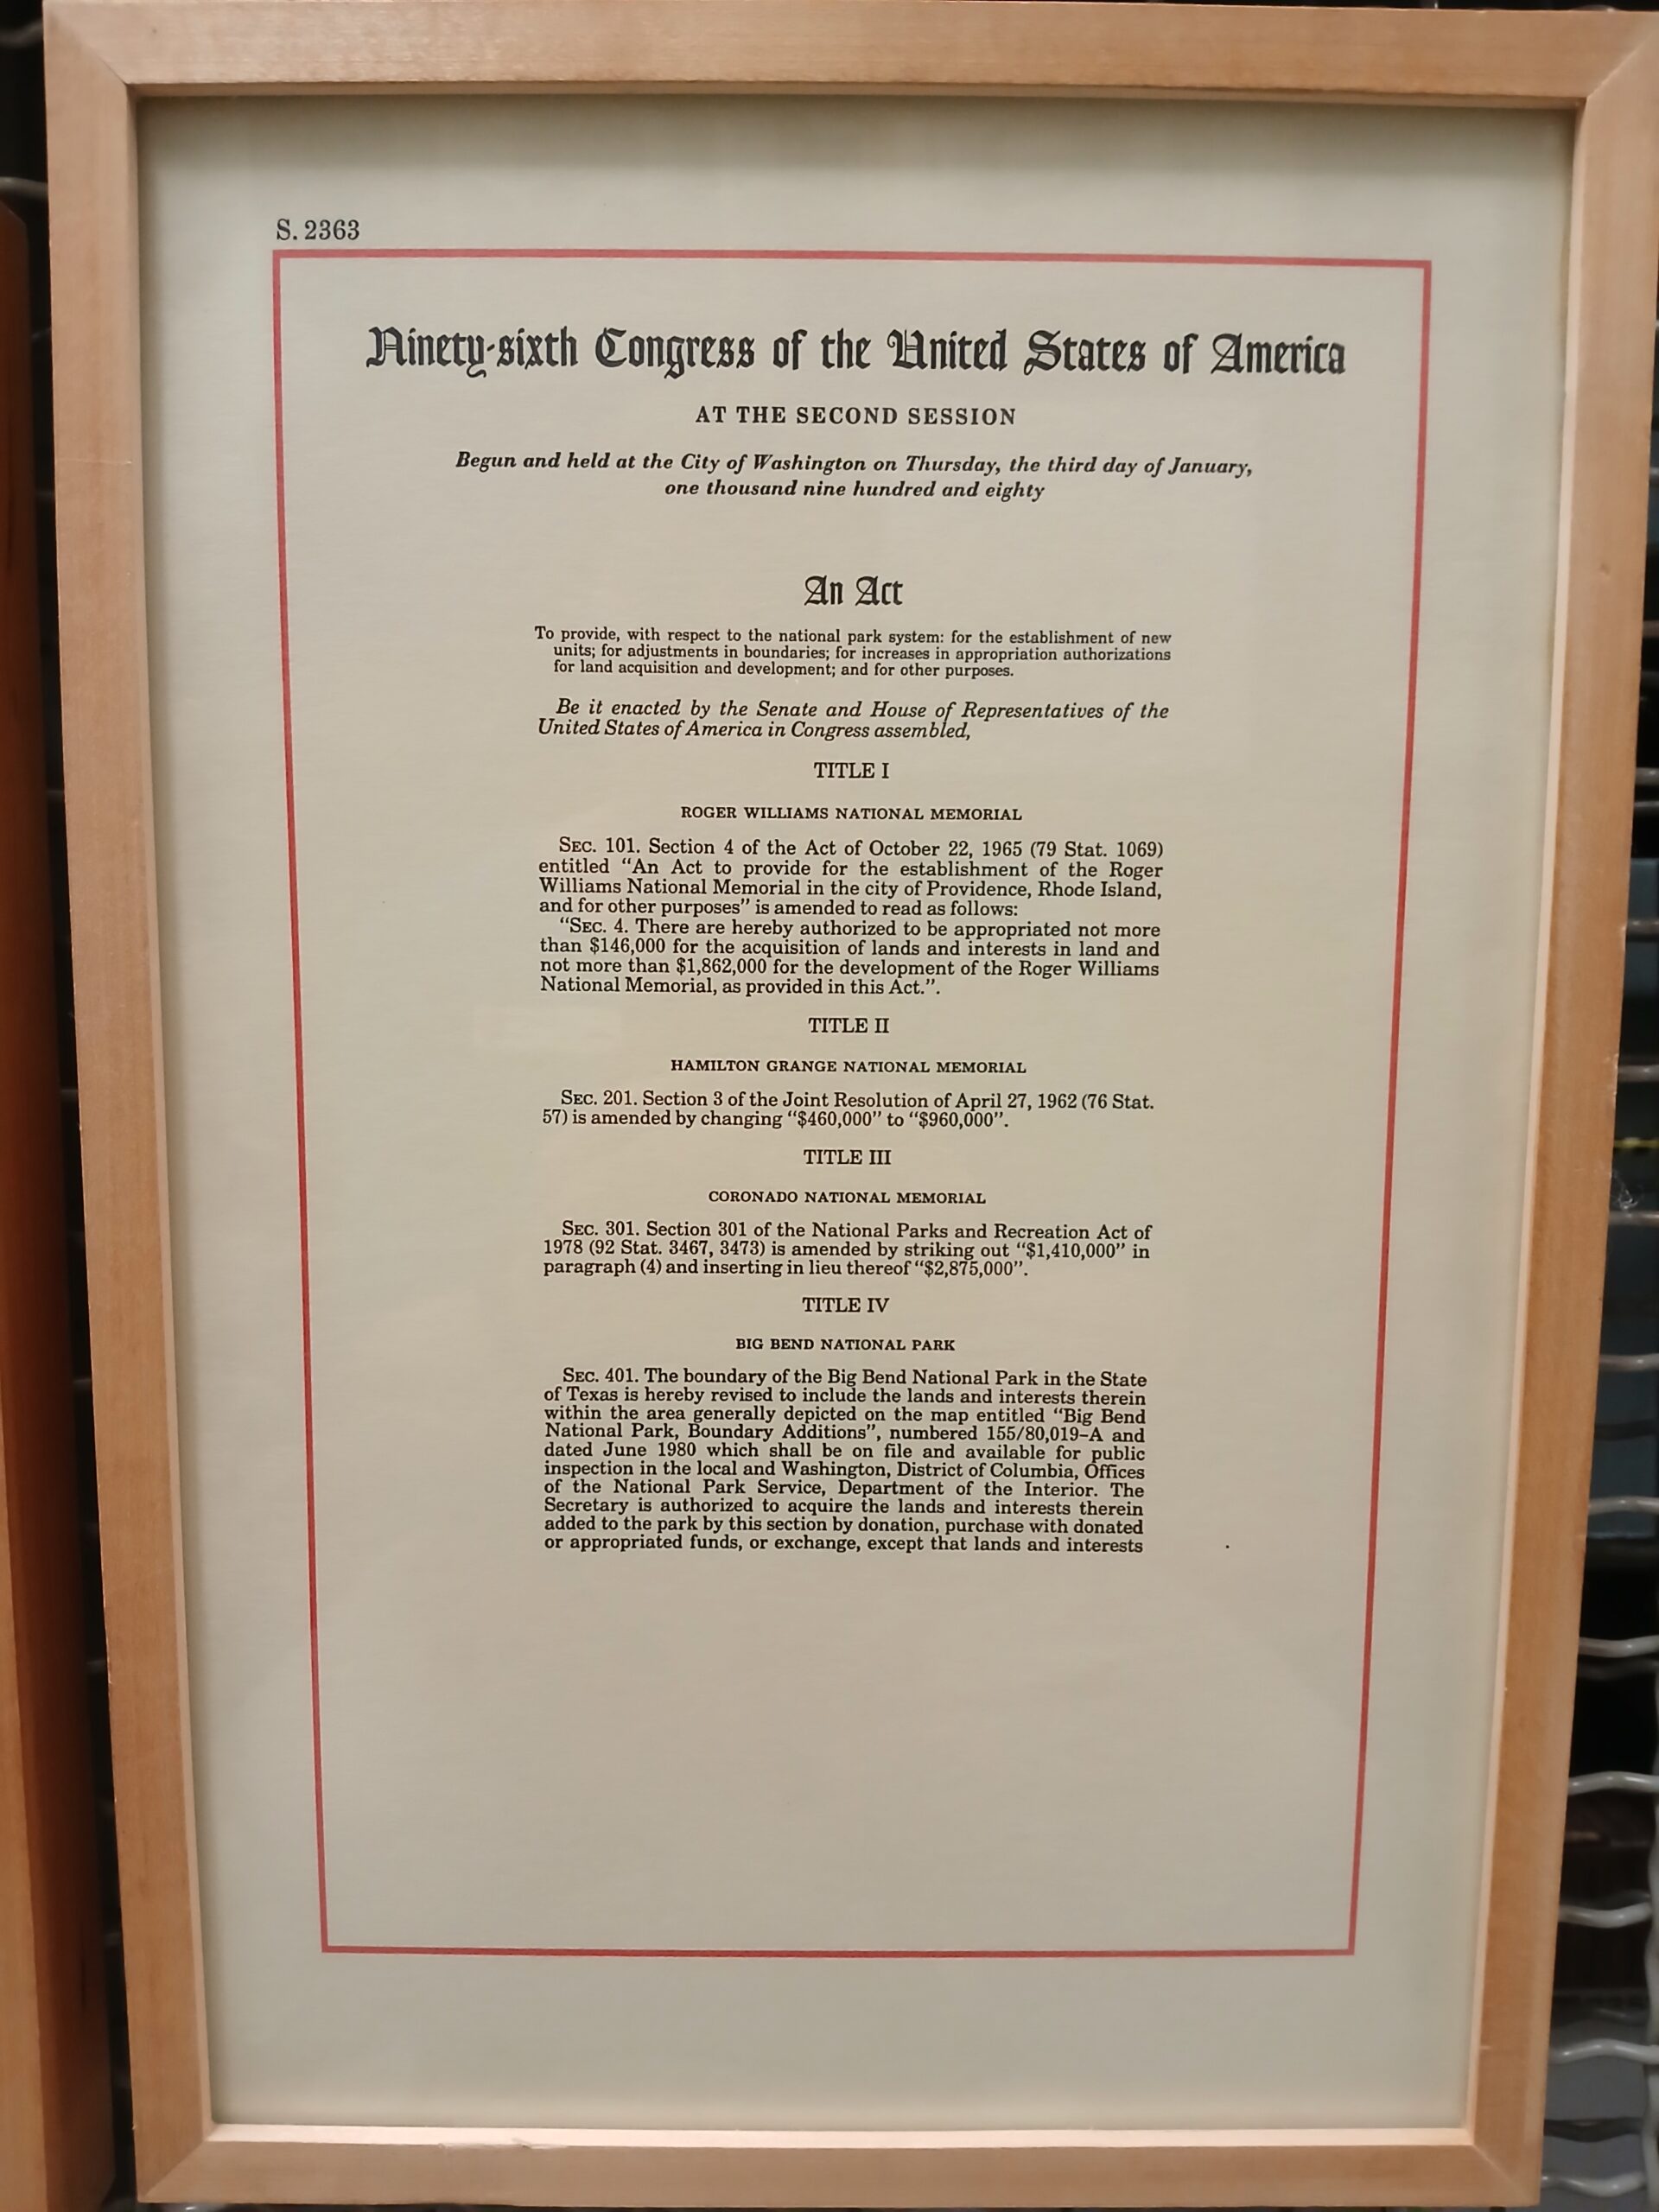 S. 2363
Ninety-sixth Congress of the United States of America
AT THE SECOND SESSION
Begun and held at the City of Washington on Thursday, the third day of January,
one thousand nine hundred and eighty
An Act
To provide, with respect to the national park system: for the establishment of new
units; for adjustments in boundaries; for increases in appropriation authorizations
for land acquisition and development; and for other purposes.
Be it enacted by the Senate and House of Representatives of the
United States of America in Congress assembled,
TITLE I
ROGER WILLIAMS NATIONAL MEMORIAL
SEC. 101. Section 4 of the Act of October 22, 1965 (79 Stat. 1069)
entitled “An Act to provide for the establishment of the Roger
Williams National Memorial in the city of Providence, Rhode Island,
and for other purposes” is amended to read as follows:
“SEC. 4. There are hereby authorized to be appropriated not more
than $146,000 for the acquisition of lands and interests in land and
not more than $1,862,000 for the development of the Roger Williams
National Memorial, as provided in this Act.”.
TITLE II
HAMILTON GRANGE NATIONAL MEMORIAL
SEC. 201. Section 3 of the Joint Resolution of April 27, 1962 (76 Stat.
57) is amended by changing “$460,000” to “$960,000”.
TITLE III
CORONADO NATIONAL MEMORIAL
SEC. 301. Section 301 of the National Parks and Recreation Act of
1978 (92 Stat. 3467, 3473) is amended by striking out “$1,410,000” in
paragraph (4) and inserting in lieu thereof “$2,875,000”.
TITLE IV
BIG BEND NATIONAL PARK
SEC. 401. The boundary of the Big Bend National Park in the State
of Texas is hereby revised to include the lands and interests therein
within the area generally depicted on the map entitled “Big Bend
National Park, Boundary Additions”, numbered 155/80,019-A and
dated June 1980 which shall be on file and available for public
inspection in the local and Washington, District of Columbia, Offices
of the National Park Service, Department of the Interior. The
Secretary is authorized to acquire the lands and interests therein
added to the park by this section by donation, purchase with donated
or appropriated funds, or exchange, except that lands and interests